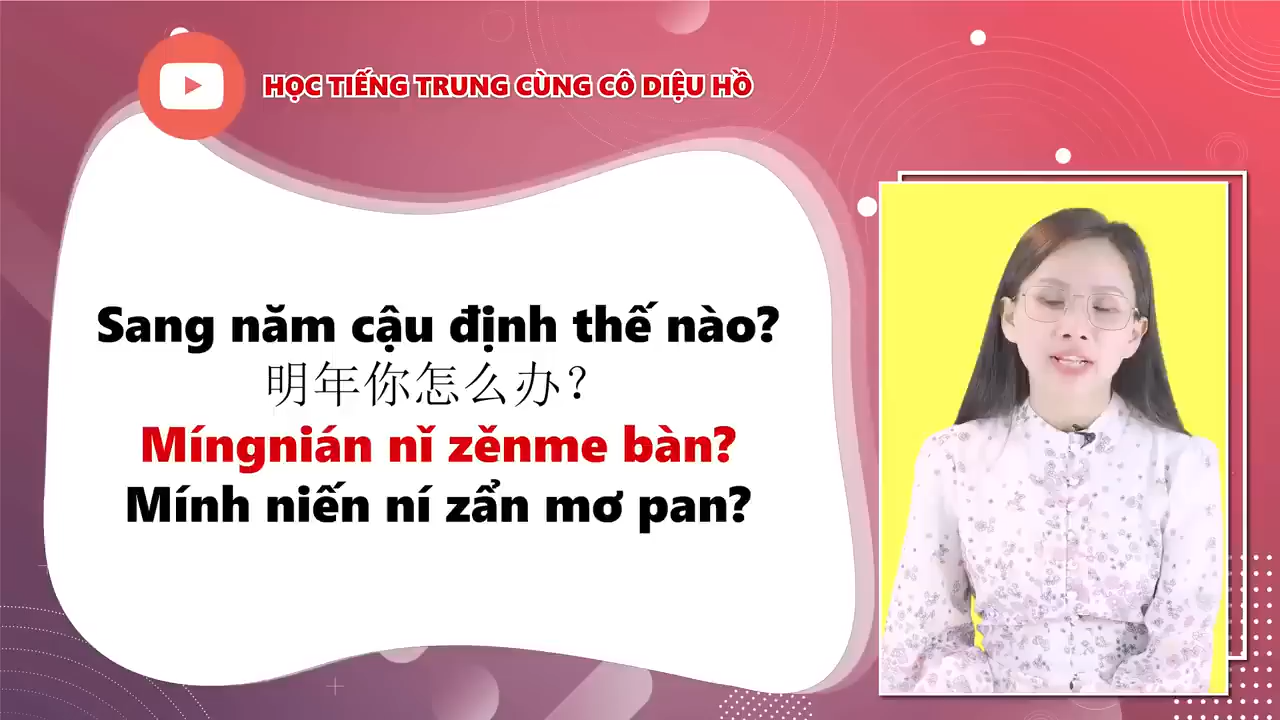 HỌC TIẾNG TRUNG CÙNG CÔ DIỆU HỒ
Sang năm cậu định thế nào?
明年你怎么办？
Míngnián nǐ zěnme bàn?
Mính niến ní zẩn mơ pan?